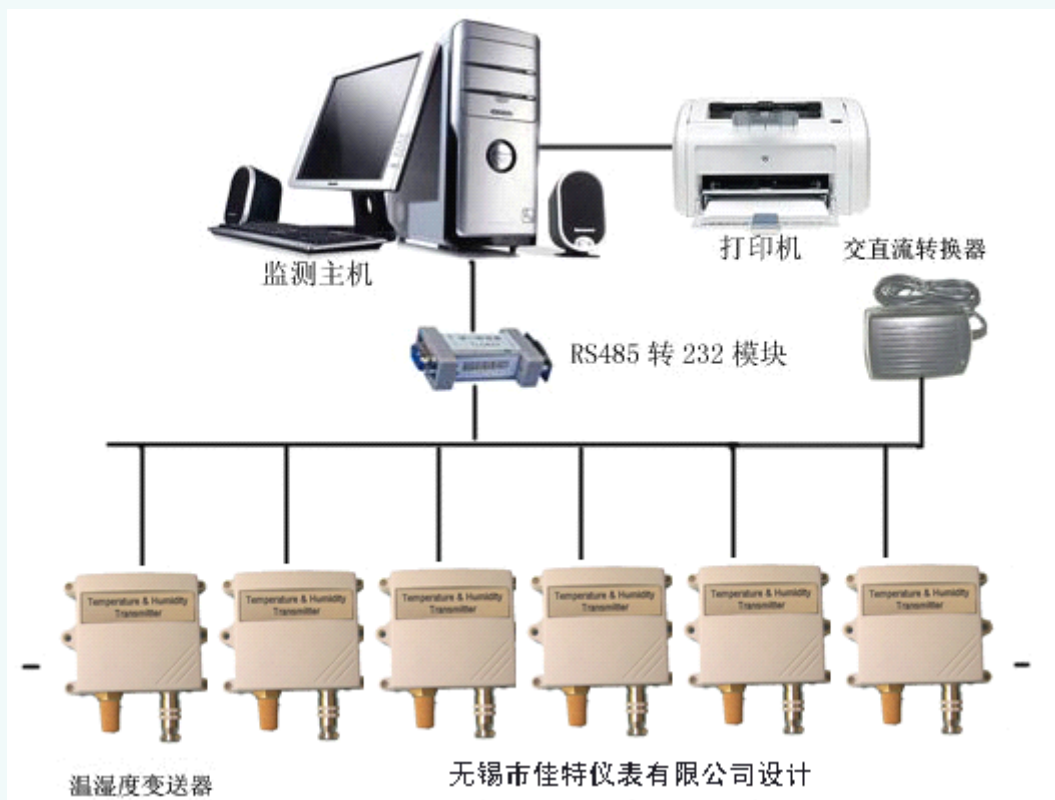 监测主机
打印机
交直流转换器
RS485 转 232 模块
Temperature & Humidity
Transmitter
Temperature & Humidity
Transmitter
Temperature & Humidity
Transmitter
Temperature & Humidity
Transmitter
Temperature & Humidity
Transmitter
Temperature & Humidity
Transmitter
温湿度变送器
无锡市佳特仪表有限公司设计